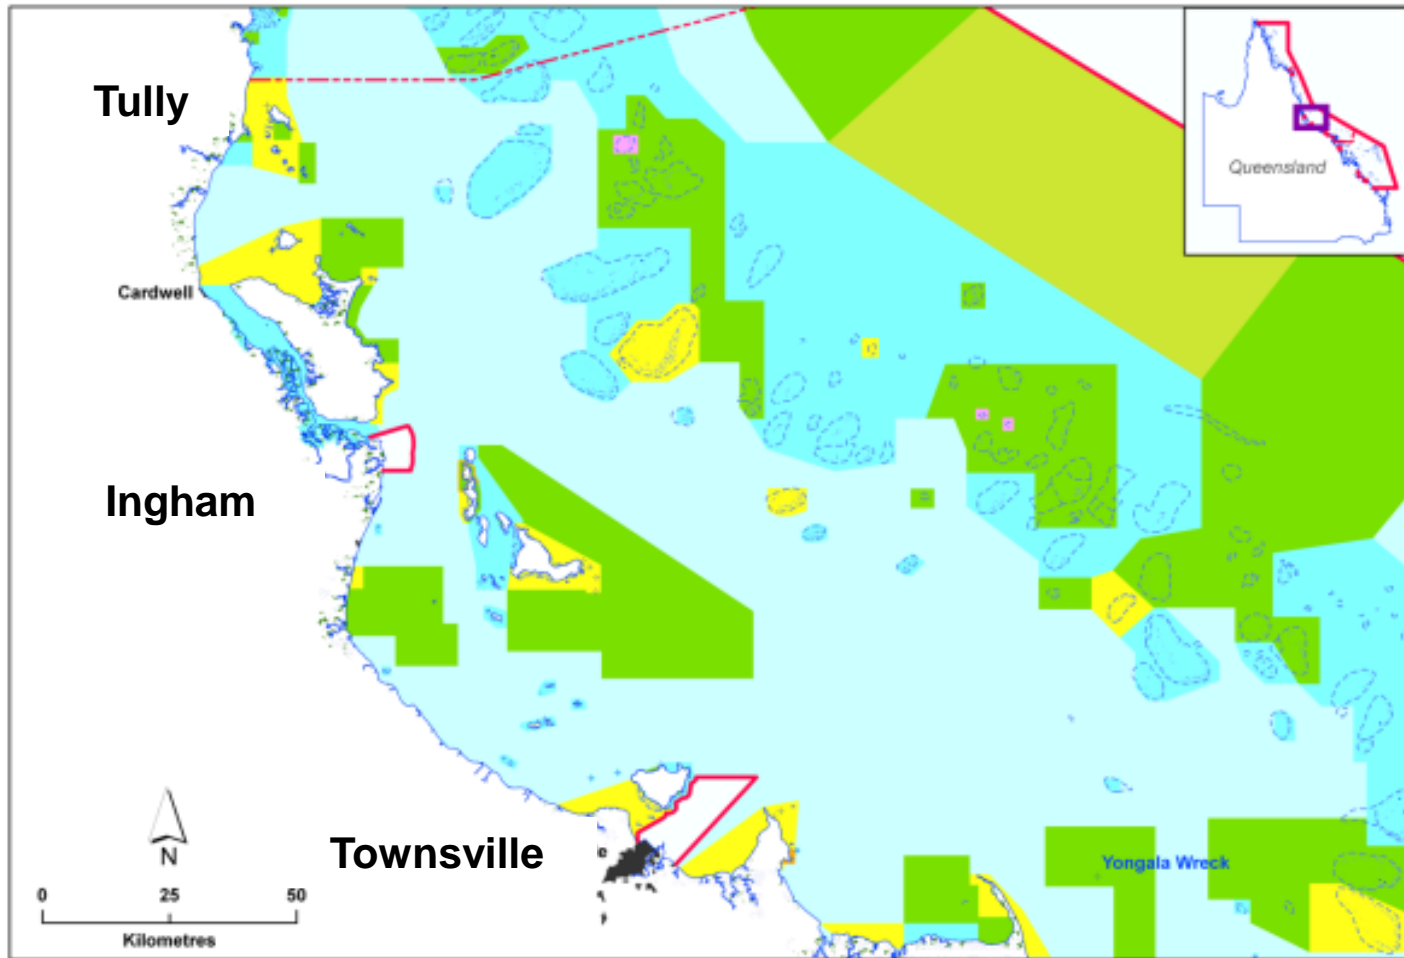 Tully
Queensland
Cardwell
Ingham
Townsville
e
Yongala Wreck
N
0 25 50
Kilometres